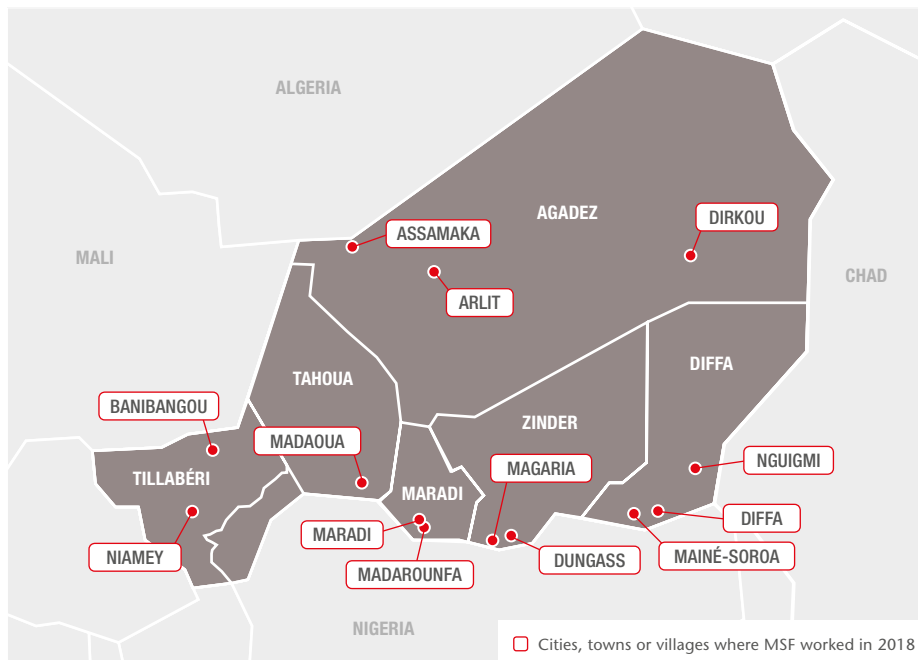 ALGERIA
AGADEZ
DIRKOU
ASSAMAKA
MALI
CHAD
ARLIT
DIFFA
TAHOUA
BANIBANGOU
ZINDER
MADAOUA
NGUIGMI
MAGARIA
TILLABÉRI
MARADI
DIFFA
MARADI
NIAMEY
MAINÉ-SOROA
DUNGASS
MADAROUNFA
NIGERIA
Cities, towns or villages where MSF worked in 2018